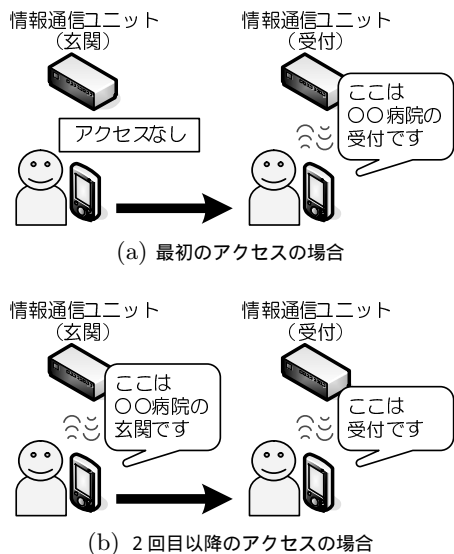 情報通信ユニット
（玄関）
情報通信ユニット
（受付）
アクセスなし
ここは
〇〇病院の
受付です
(a) 最初のアクセスの場合
情報通信ユニット
（玄関）
情報通信ユニット
（受付）
ここは
〇〇病院の
玄関です
ここは
受付です
(b) 2回目以降のアクセスの場合